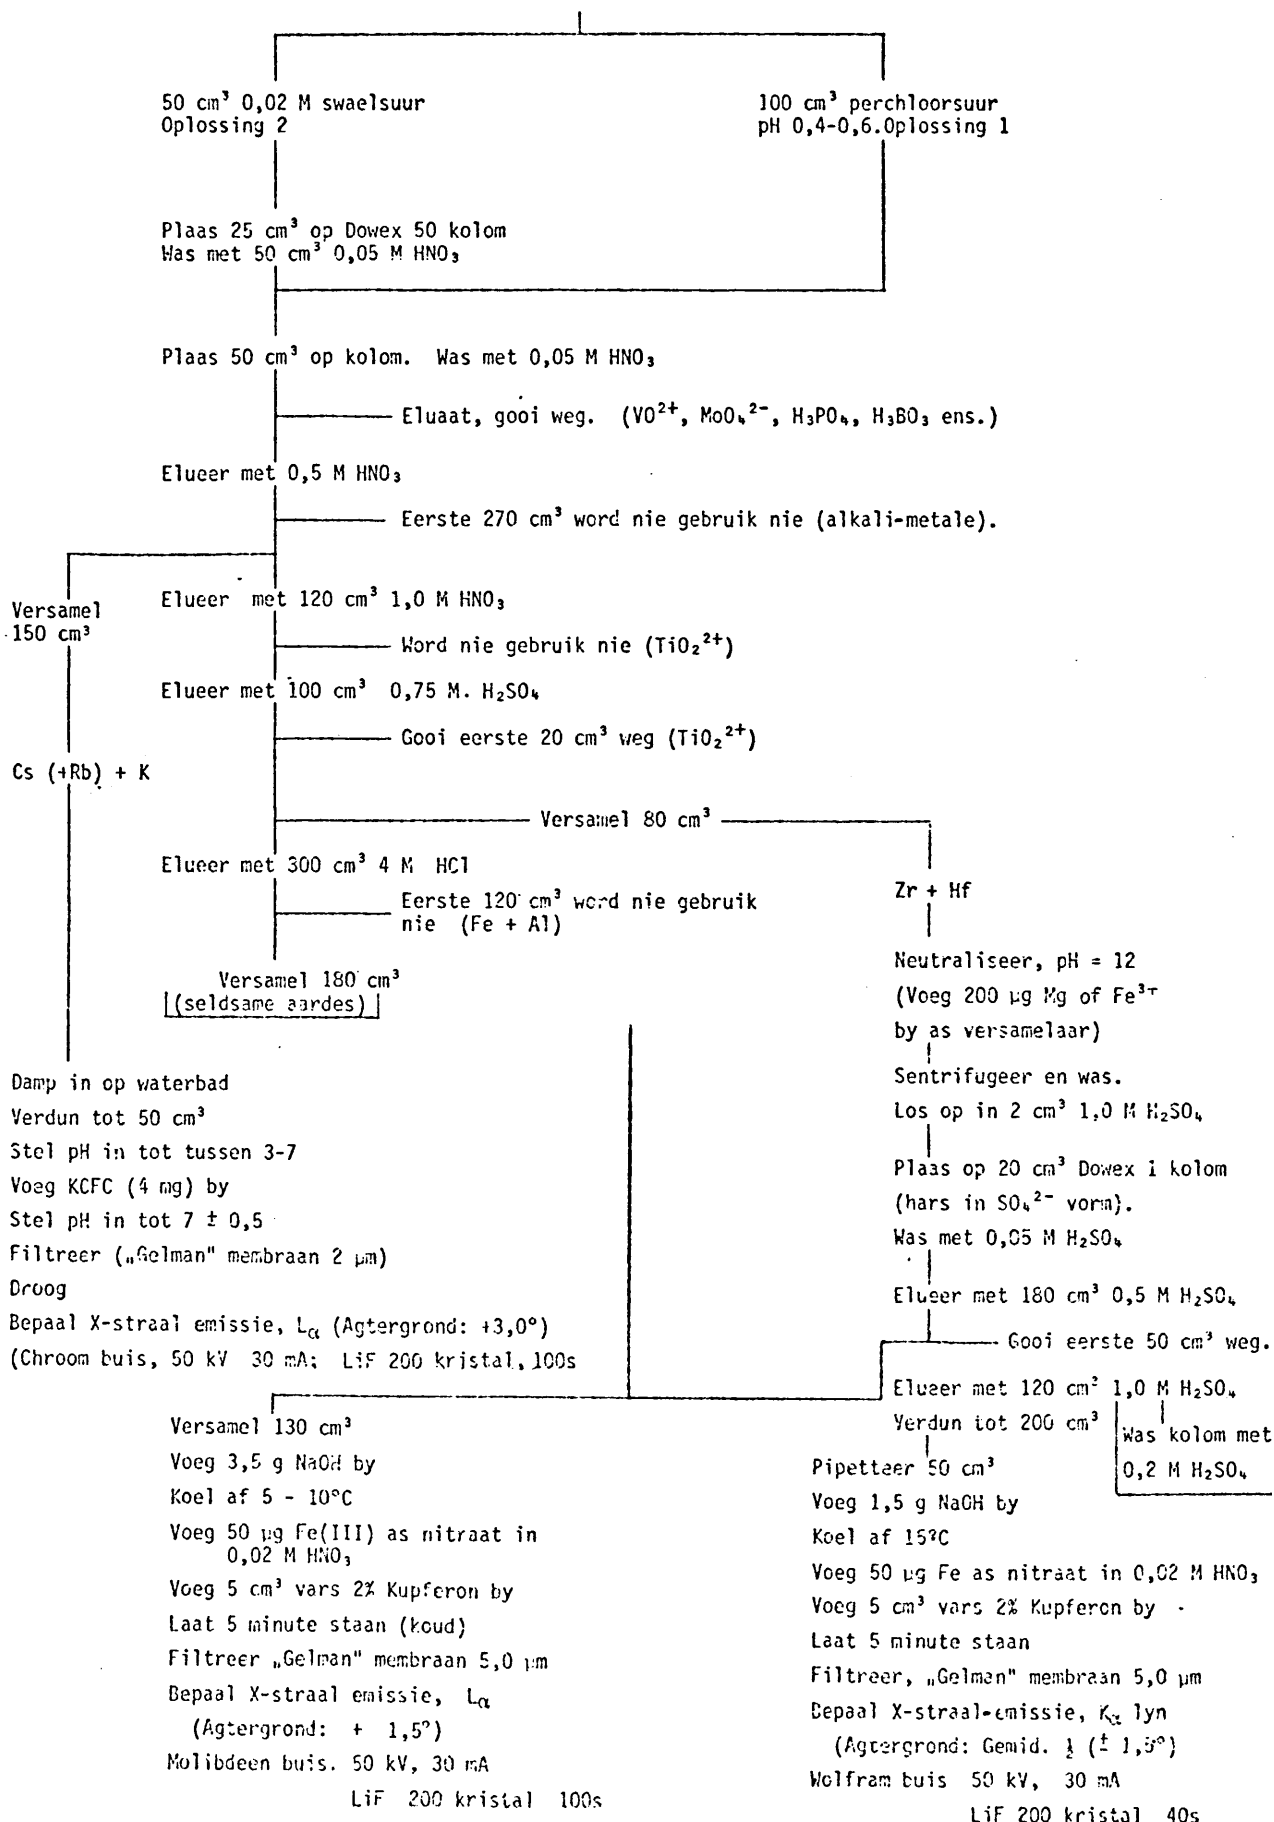 50 cm³ 0,02 M swaelsuur
Oplossing 2
100 cm³ perchloorsuur
pH 0,4-0,6.Oplossing 1
Plaas 25 cm³ op Dowex 50 kolom
Was met 50 cm³ 0,05 M HNO₃
Plaas 50 cm³ op kolom. Was met 0,05 M HNO₃
Eluaat, gooi weg. (VO²⁺, MoO₄²⁻, H₃PO₄, H₃BO₃ ens.)
Elueer met 0,5 M HNO₃
Eerste 270 cm³ word nie gebruik nie (alkali-metale).
Versamel
150 cm³
Elueer met 120 cm³ 1,0 M HNO₃
Word nie gebruik nie (TiO₂²⁺)
Elueer met 100 cm³ 0,75 M. H₂SO₄
Gooi eerste 20 cm³ weg (TiO₂²⁺)
Cs (+Rb) + K
Versamel 80 cm³
Elueer met 300 cm³ 4 M HCl
Eerste 120 cm³ word nie gebruik
nie (Fe + Al)
Versamel 180 cm³
(seldsame aardes)
Zr + Hf
Neutraliseer, pH = 12
(Voeg 200 µg Mg of Fe³⁺
by as versamelaar)
Sentrifugeer en was.
Los op in 2 cm³ 1,0 M H₂SO₄
Plaas op 20 cm³ Dowex 1 kolom
(hars in SO₄²⁻ vorm).
Was met 0,05 M H₂SO₄
Elueer met 180 cm³ 0,5 M H₂SO₄
Gooi eerste 50 cm³ weg.
Elueer met 120 cm³ 1,0 M H₂SO₄
Verdun tot 200 cm³
Was kolom met
0,2 M H₂SO₄
Damp in op waterbad
Verdun tot 50 cm³
Stel pH in tot tussen 3-7
Voeg KCFC (4 mg) by
Stel pH in tot 7 ± 0,5
Filtreer („Gelman" membraan 2 µm)
Droog
Bepaal X-straal emissie, Lα (Agtergrond: +3,0°)
(Chroom buis, 50 kV 30 mA; LiF 200 kristal, 100s
Versamel 130 cm³
Voeg 3,5 g NaOH by
Koel af 5 - 10°C
Voeg 50 µg Fe(III) as nitraat in
0,02 M HNO₃
Voeg 5 cm³ vars 2% Kupferon by
Laat 5 minute staan (koud)
Filtreer „Gelman" membraan 5,0 µm
Bepaal X-straal emissie, Lα
(Agtergrond: + 1,5°)
Molibdeen buis. 50 kV, 30 mA
LiF 200 kristal 100s
Pipetteer 50 cm³
Voeg 1,5 g NaOH by
Koel af 15°C
Voeg 50 µg Fe as nitraat in 0,02 M HNO₃
Voeg 5 cm³ vars 2% Kupferon by
Laat 5 minute staan
Filtreer, „Gelman" membraan 5,0 µm
Bepaal X-straal-emissie, Kα lyn
(Agtergrond: Gemid. ½ (± 1,5°)
Wolfram buis 50 kV, 30 mA
LiF 200 kristal 40s